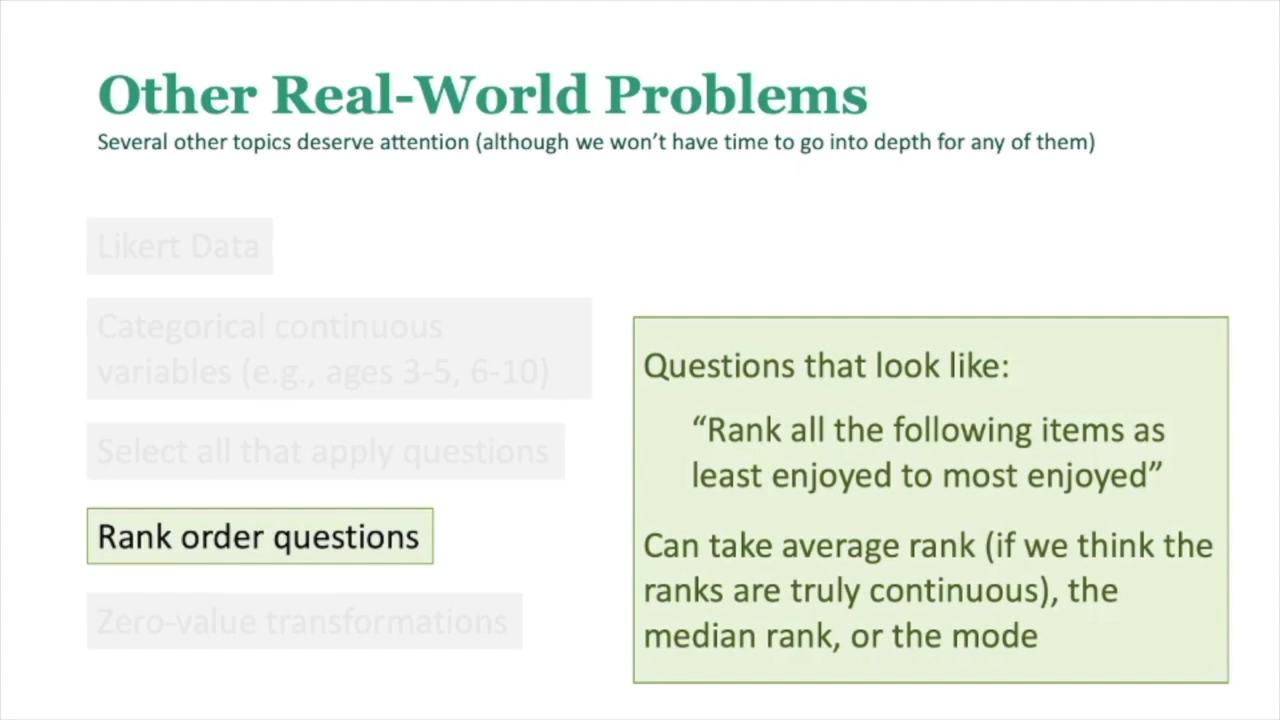 Other Real-World Problems
Several other topics deserve attention (although we won’t have time to go into depth for any of them)
Likert Data
Categorical continuous
variables (e.g., ages 3-5, 6-10)
Select all that apply questions
Rank order questions
Zero-value transformations
Questions that look like:
“Rank all the following items as
least enjoyed to most enjoyed”
Can take average rank (if we think the
ranks are truly continuous), the
median rank, or the mode